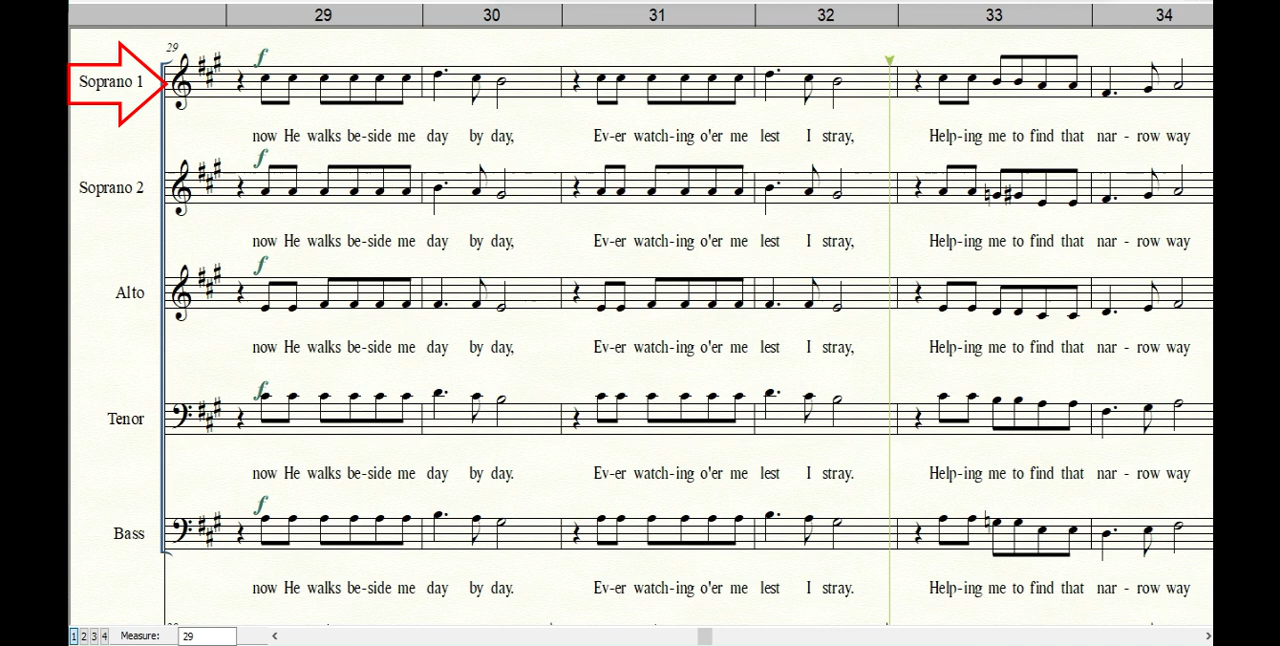 29 30 31 32 33 34
29
f
Soprano 1
now He walks be-side me day by day, Ev-er watch-ing o'er me lest I stray, Help-ing me to find that nar - row way
f
Soprano 2
now He walks be-side me day by day, Ev-er watch-ing o'er me lest I stray, Help-ing me to find that nar - row way
f
Alto
now He walks be-side me day by day, Ev-er watch-ing o'er me lest I stray, Help-ing me to find that nar - row way
f
Tenor
now He walks be-side me day by day. Ev-er watch-ing o'er me lest I stray. Help-ing me to find that nar - row way
f
Bass
now He walks be-side me day by day. Ev-er watch-ing o'er me lest I stray. Help-ing me to find that nar - row way
1 2 3 4 Measure: 29